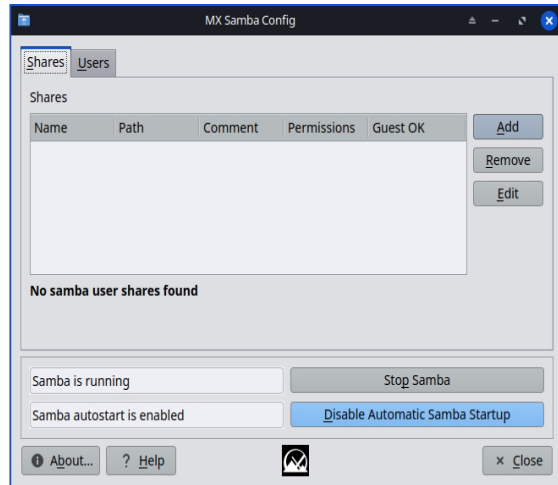 MX Samba Config
Shares Users
Shares
Name Path Comment Permissions Guest OK
Add
Remove
Edit
No samba user shares found
Samba is running
Stop Samba
Samba autostart is enabled
Disable Automatic Samba Startup
About... ? Help
Close